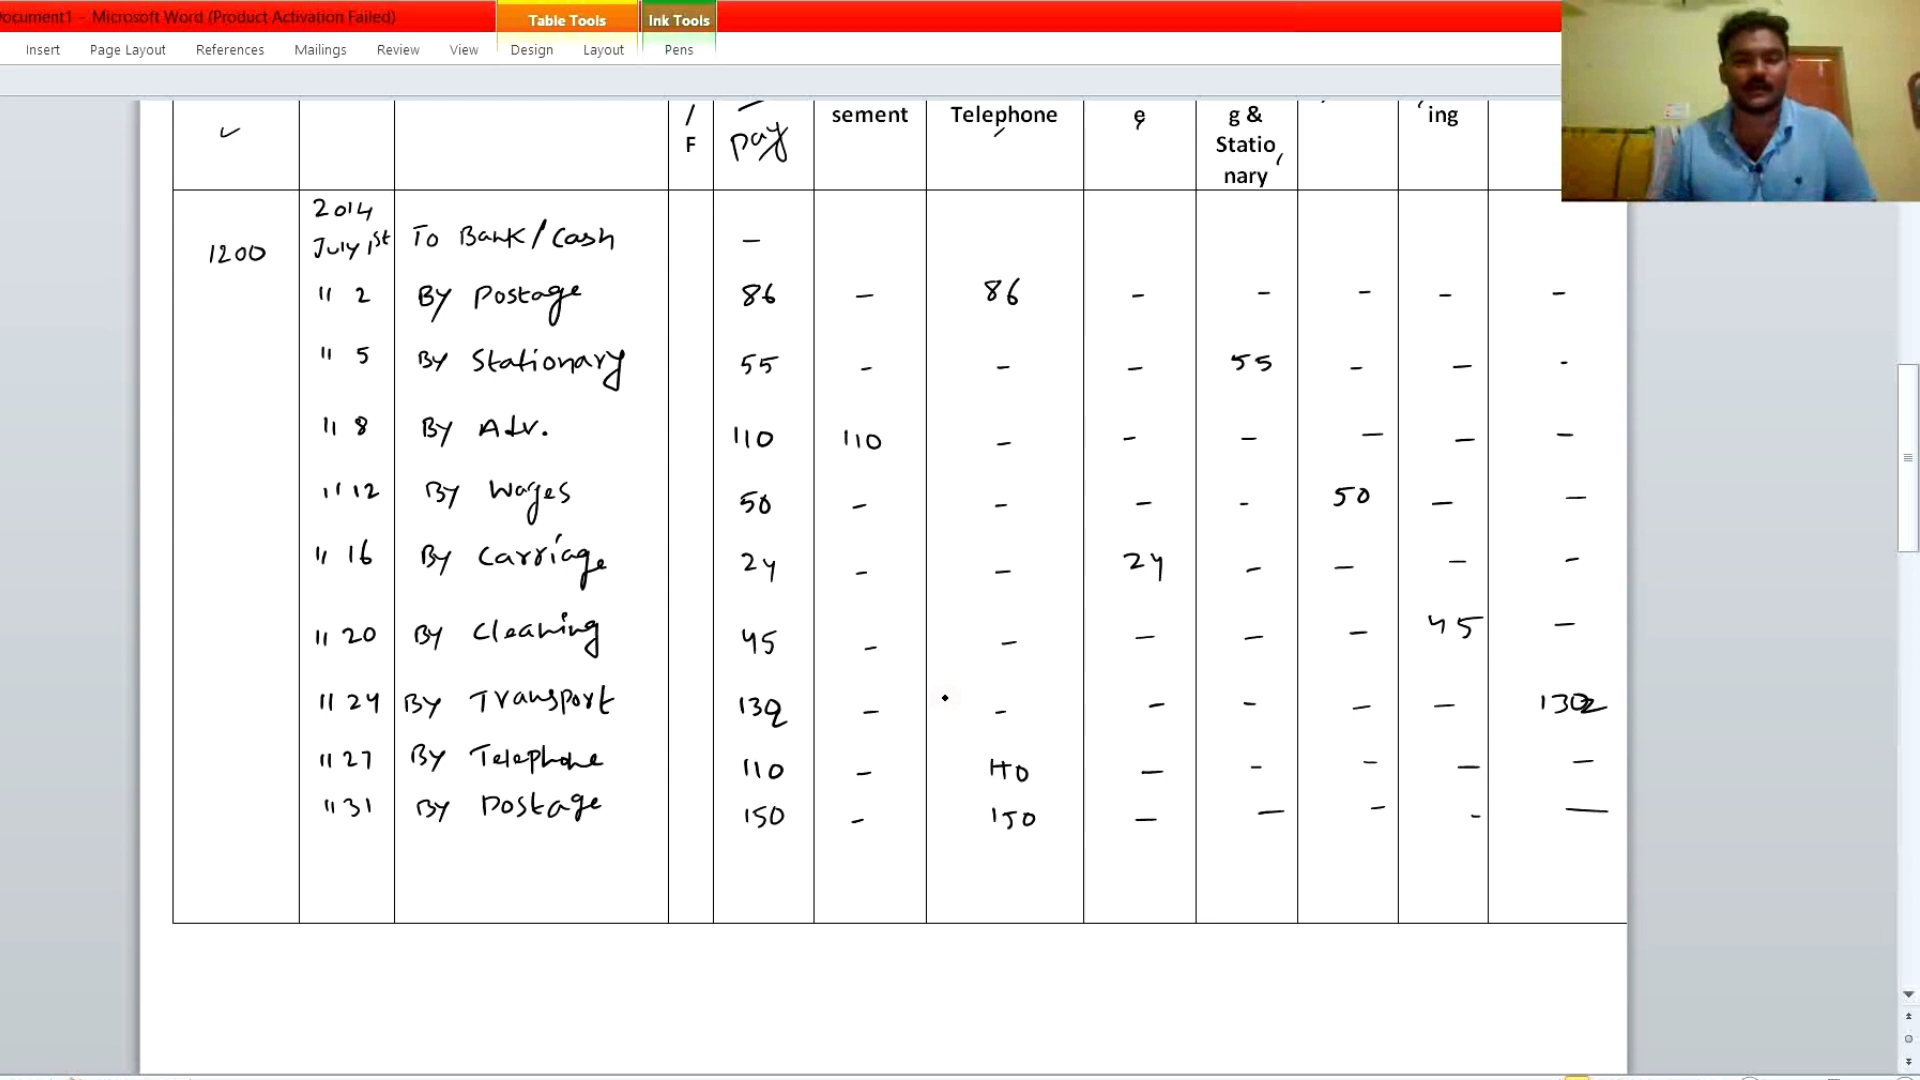 ocument1 - Microsoft Word (Product Activation Failed)
Table Tools
Ink Tools
Insert Page Layout References Mailings Review View Design Layout Pens
/ F pay sement Telephone e g & Statio nary ing
1200 2014 July 1st To Bank/Cash -
" 2 By Postage 86 - 86 - - - - -
" 5 By Stationary 55 - - - 55 - - -
" 8 By Adv. 110 110 - - - - - -
" 12 By Wages 50 - - - - 50 - -
" 16 By Carriage 24 - - 24 - - - -
" 20 By Cleaning 45 - - - - - 45 -
" 24 By Transport 132 - - - - - - 132
" 27 By Telephone 110 - 110 - - - - -
" 31 By Postage 150 - 150 - - - - -